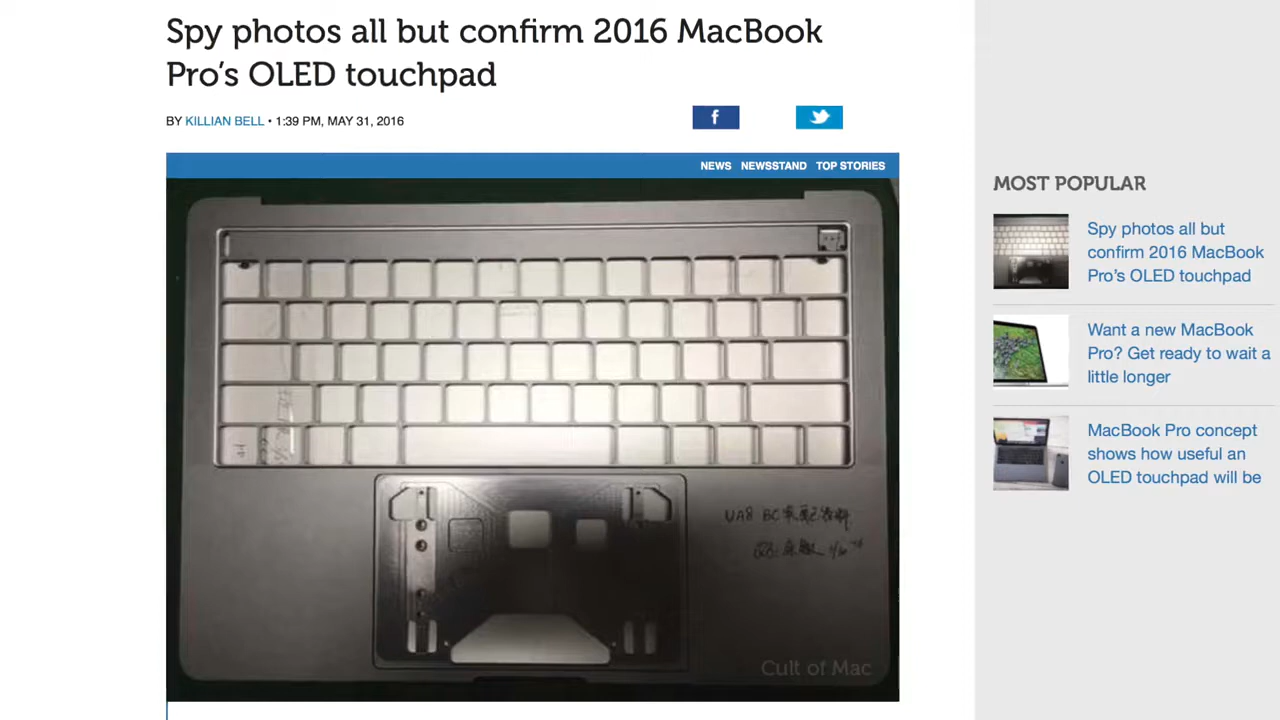 Spy photos all but confirm 2016 MacBook
Pro's OLED touchpad
BY KILLIAN BELL • 1:39 PM, MAY 31, 2016
NEWS NEWSSTAND TOP STORIES
MOST POPULAR
Spy photos all but
confirm 2016 MacBook
Pro's OLED touchpad
Want a new MacBook
Pro? Get ready to wait a
little longer
MacBook Pro concept
shows how useful an
OLED touchpad will be
UA8 BC
Cult of Mac